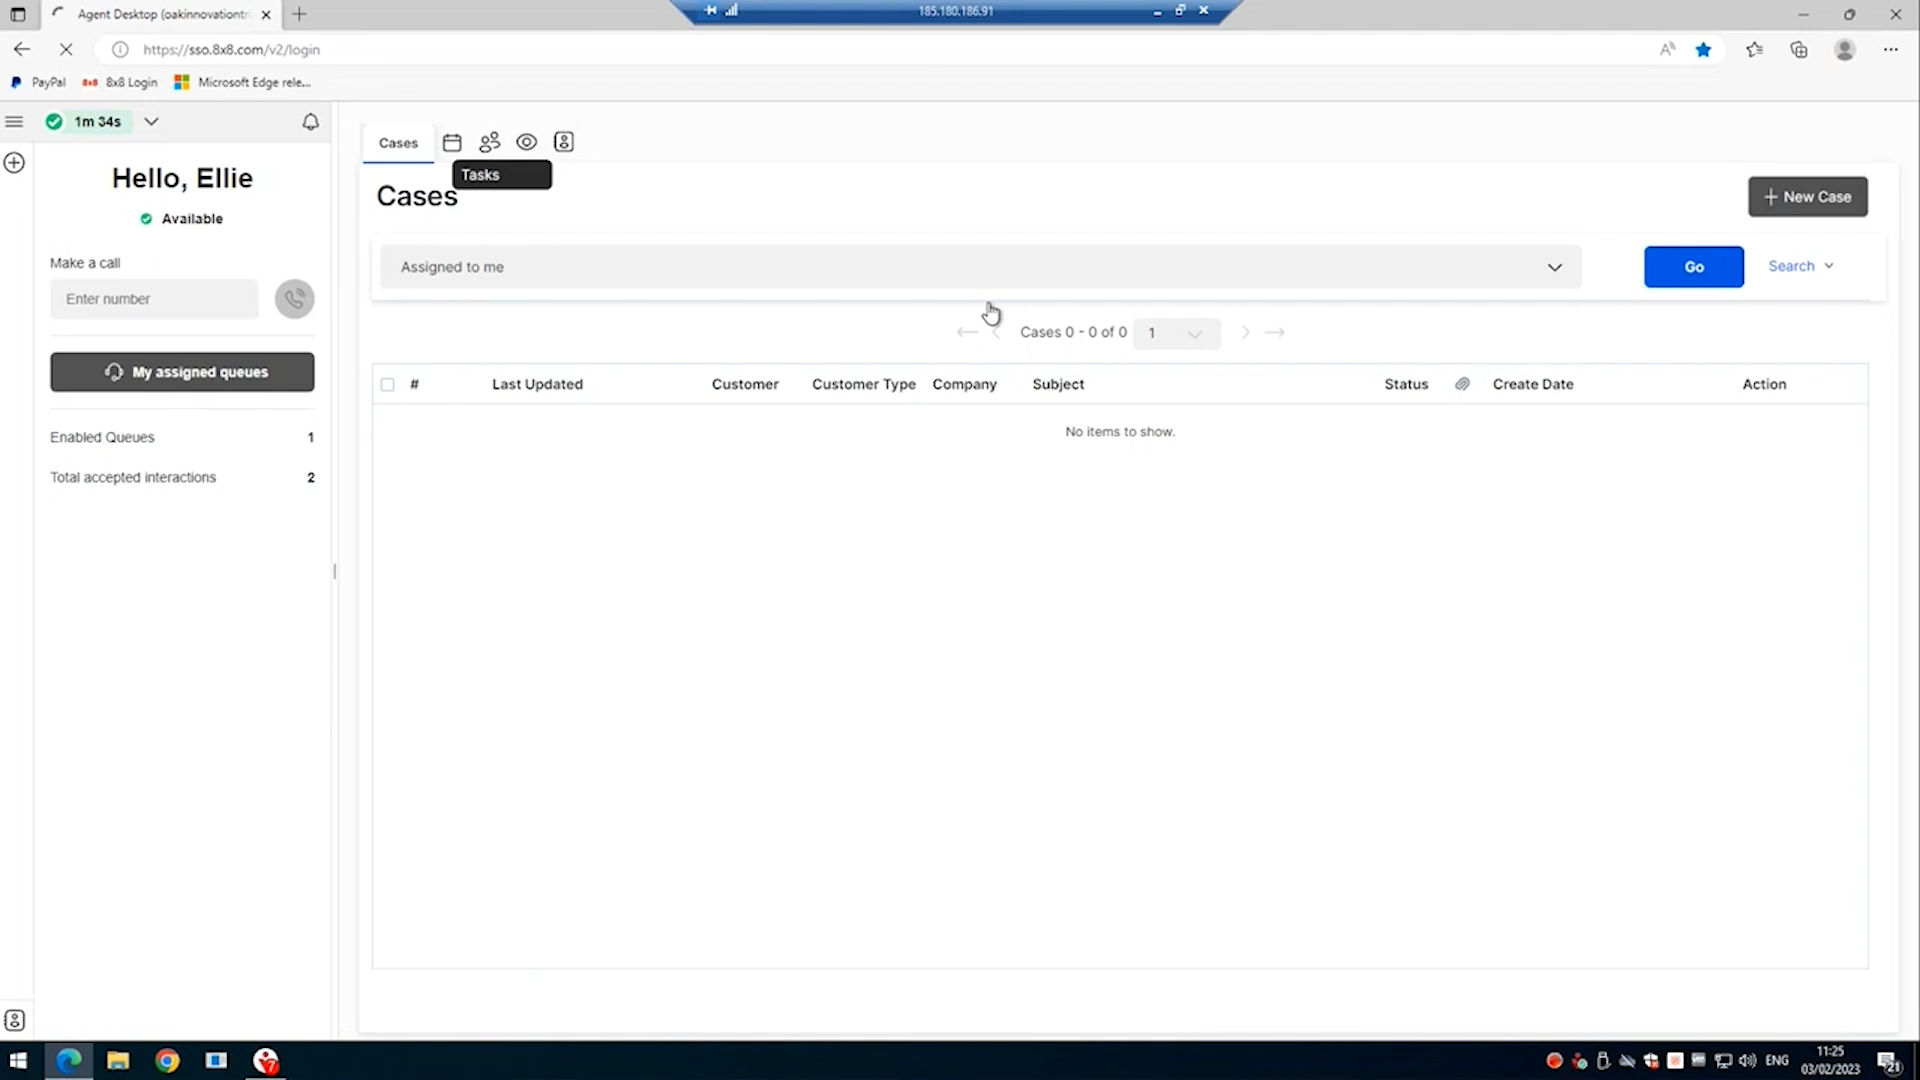 Agent Desktop (oakinnovationtri
185.180.186.91
https://sso.8x8.com/v2/login
PayPal
8x8 8x8 Login
Microsoft Edge rele...
1m 34s
Hello, Ellie
Available
Make a call
Enter number
My assigned queues
Enabled Queues 1
Total accepted interactions 2
Cases
Tasks
Cases
New Case
Assigned to me
Go
Search
Cases 0 - 0 of 0 1
# Last Updated Customer Customer Type Company Subject Status Create Date Action
No items to show.
ENG
11:25
03/02/2023
21